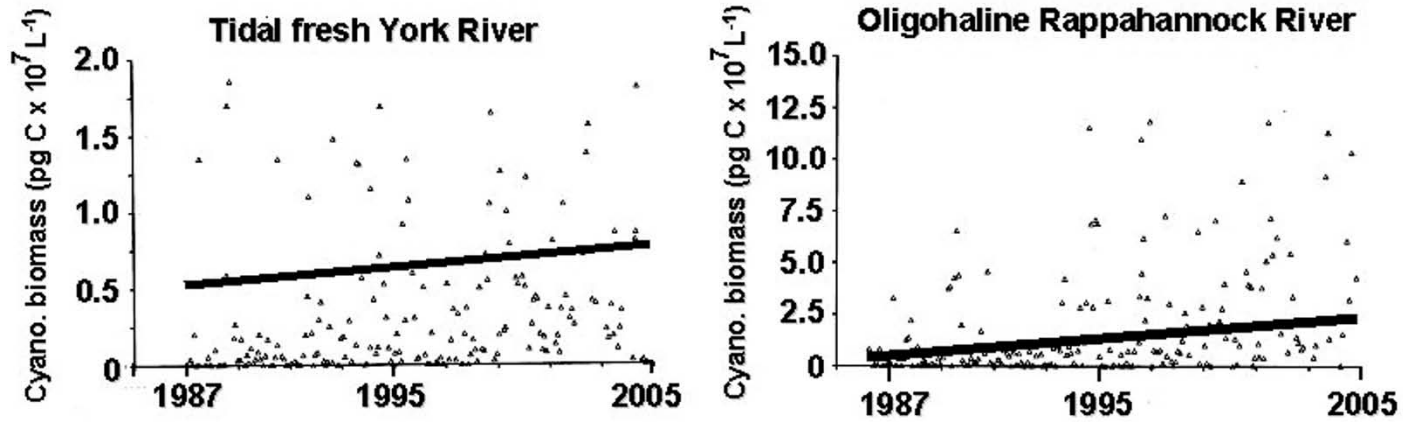 Tidal fresh York River
Cyano. biomass (pg C x 10⁷ L⁻¹)
2.0
1.5
1.0
0.5
0
1987 1995 2005
Oligohaline Rappahannock River
Cyano. biomass (pg C x 10⁷ L⁻¹)
15.0
12.5
10.0
7.5
5.0
2.5
0
1987 1995 2005